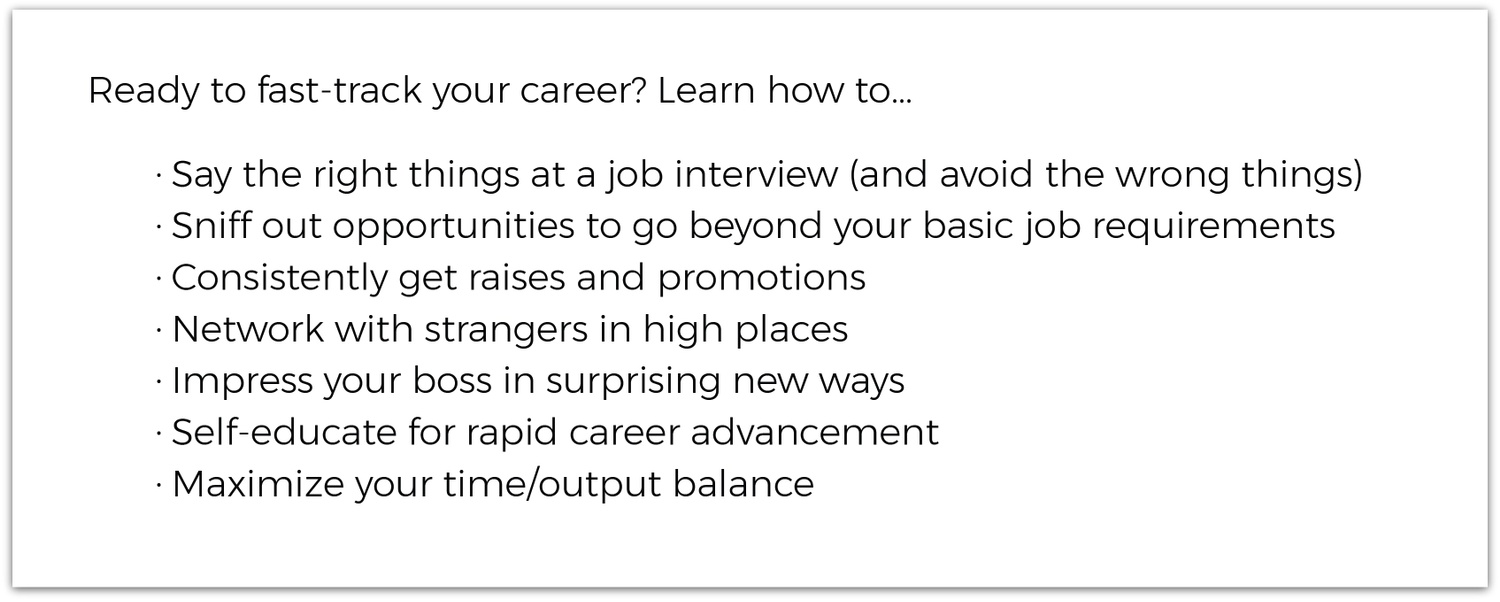 Ready to fast-track your career? Learn how to...
· Say the right things at a job interview (and avoid the wrong things)
· Sniff out opportunities to go beyond your basic job requirements
· Consistently get raises and promotions
· Network with strangers in high places
· Impress your boss in surprising new ways
· Self-educate for rapid career advancement
· Maximize your time/output balance